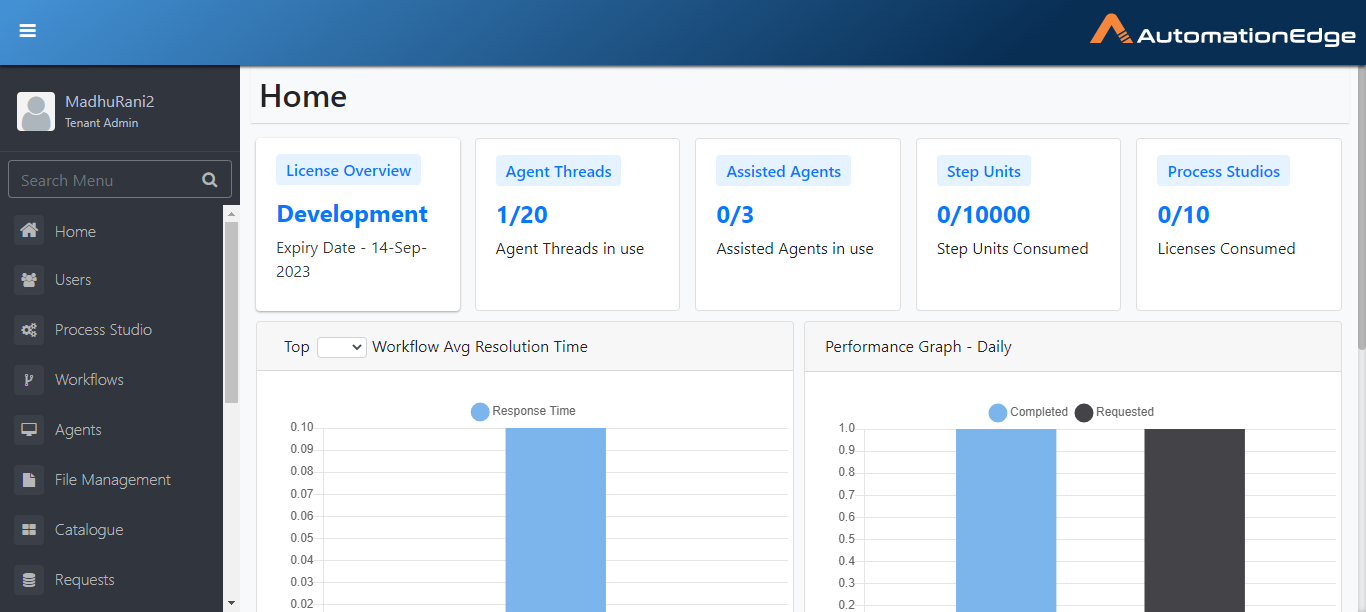 AutomationEdge
MadhuRani2
Tenant Admin
Search Menu
Home
Users
Process Studio
Workflows
Agents
File Management
Catalogue
Requests
Home
License Overview
Development
Expiry Date - 14-Sep-
2023
Agent Threads
1/20
Agent Threads in use
Assisted Agents
0/3
Assisted Agents in use
Step Units
0/10000
Step Units Consumed
Process Studios
0/10
Licenses Consumed
Top Workflow Avg Resolution Time
Response Time
0.10
0.09
0.08
0.07
0.06
0.05
0.04
0.03
0.02
Performance Graph - Daily
Completed Requested
1.0
0.9
0.8
0.7
0.6
0.5
0.4
0.3
0.2